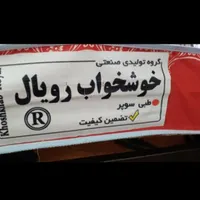 گروه تولیدی صنعتی
خوشخواب رویال
طبی سوپر
تضمین کیفیت
®